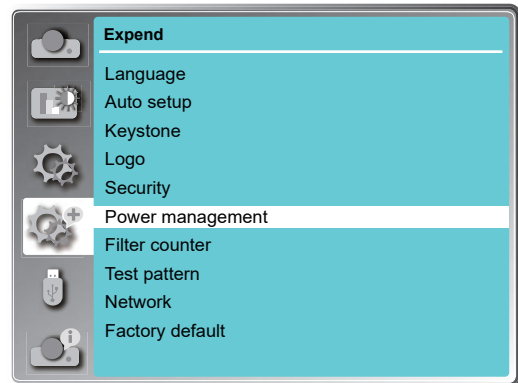 Expend
Language
Auto setup
Keystone
Logo
Security
Power management
Filter counter
Test pattern
Network
Factory default